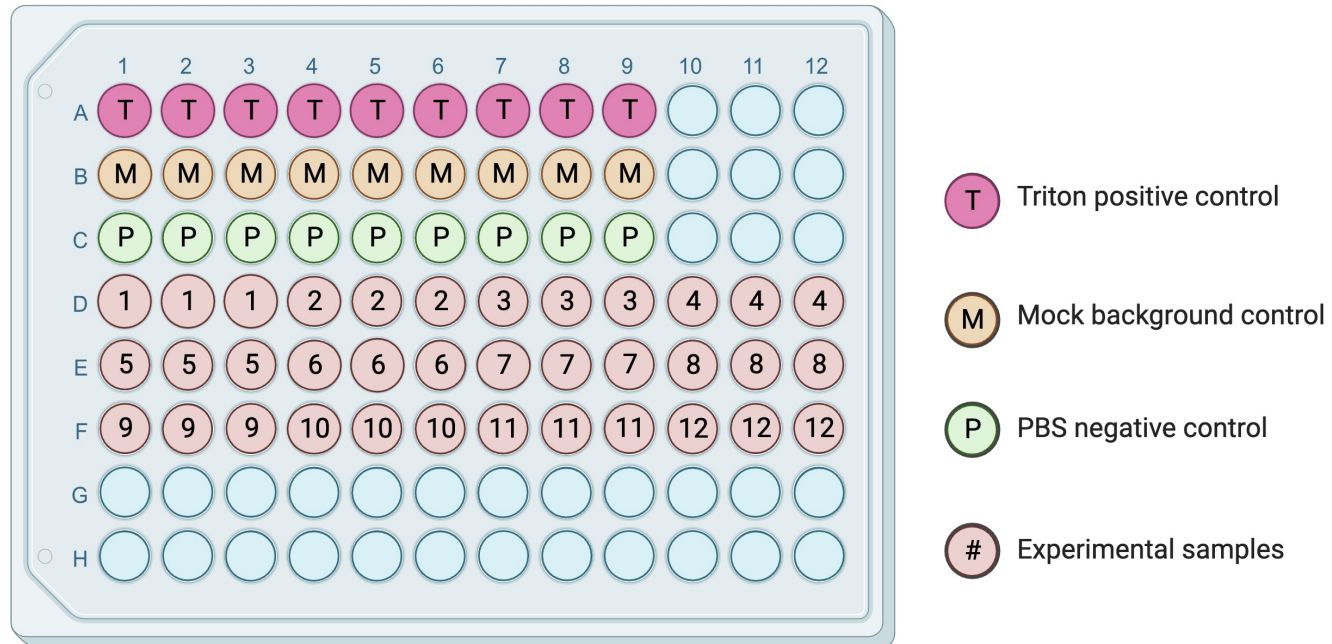 1 2 3 4 5 6 7 8 9 10 11 12
A T T T T T T T T T
B M M M M M M M M M
C P P P P P P P P P
D 1 1 1 2 2 2 3 3 3 4 4 4
E 5 5 5 6 6 6 7 7 7 8 8 8
F 9 9 9 10 10 10 11 11 11 12 12 12
G
H
T Triton positive control
M Mock background control
P PBS negative control
# Experimental samples